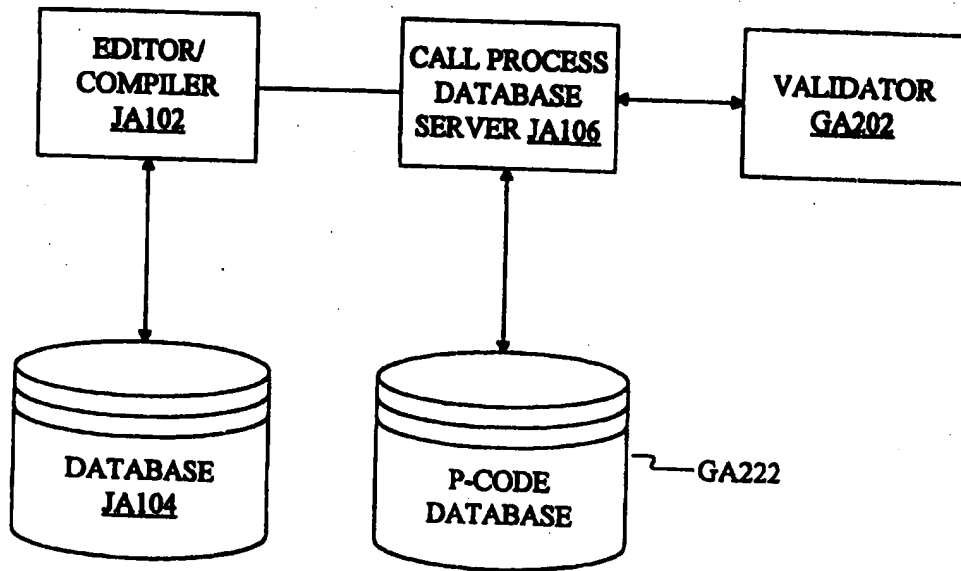 EDITOR/
COMPILER
JA102
CALL PROCESS
DATABASE
SERVER JA106
VALIDATOR
GA202
DATABASE
JA104
P-CODE
DATABASE
GA222